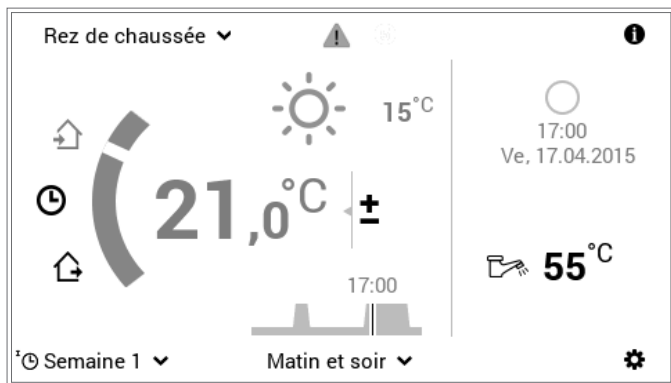 Rez de chaussée
15°C
17:00
Ve, 17.04.2015
21,0°C
±
55°C
17:00
Semaine 1
Matin et soir